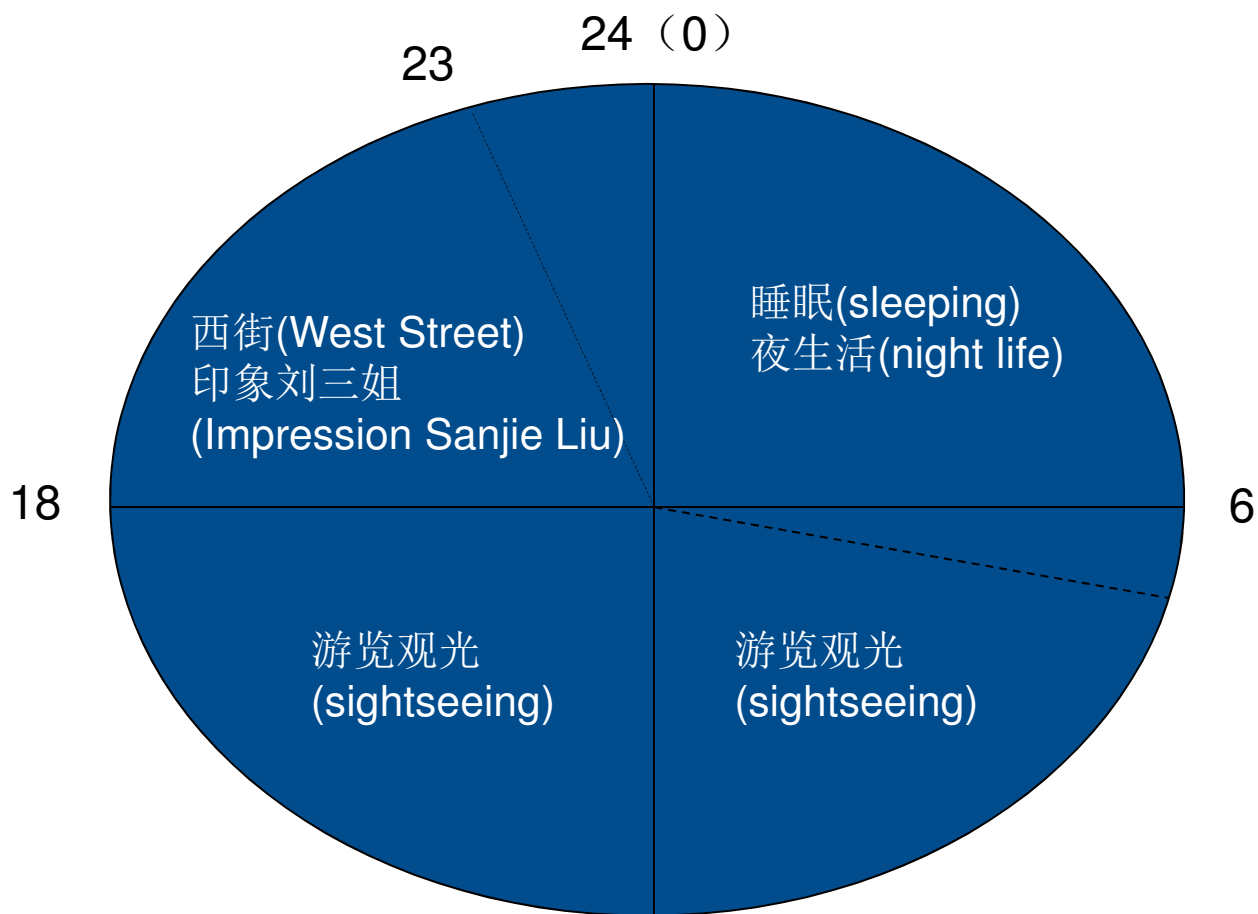 24（0）
23
睡眠(sleeping)
夜生活(night life)
西街(West Street)
印象刘三姐
(Impression Sanjie Liu)
18
6
游览观光
(sightseeing)
游览观光
(sightseeing)